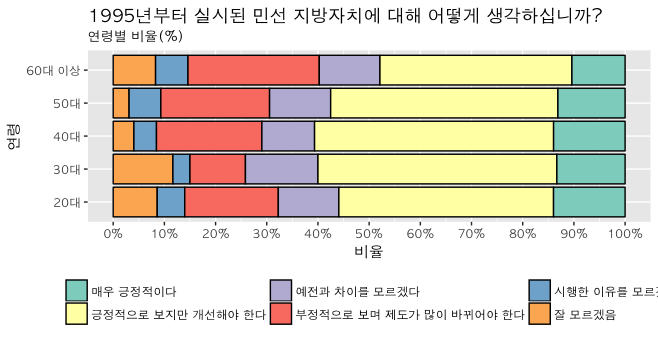 1995년부터 실시된 민선 지방자치에 대해 어떻게 생각하십니까?
연령별 비율(%)
60대 이상
50대
40대
30대
20대
연령
0% 10% 20% 30% 40% 50% 60% 70% 80% 90% 100%
비율
매우 긍정적이다 예전과 차이를 모르겠다 시행한 이유를 모르
긍정적으로 보지만 개선해야 한다 부정적으로 보며 제도가 많이 바뀌어야 한다 잘 모르겠음